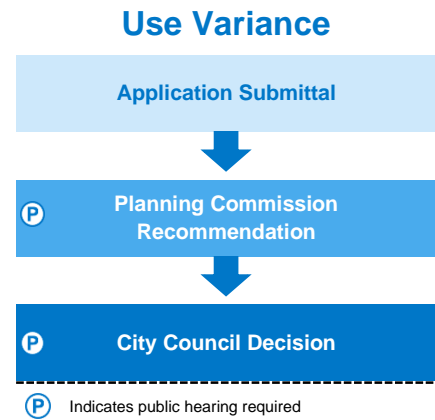 Use Variance
Application Submittal
P Planning Commission
Recommendation
P City Council Decision
P Indicates public hearing required